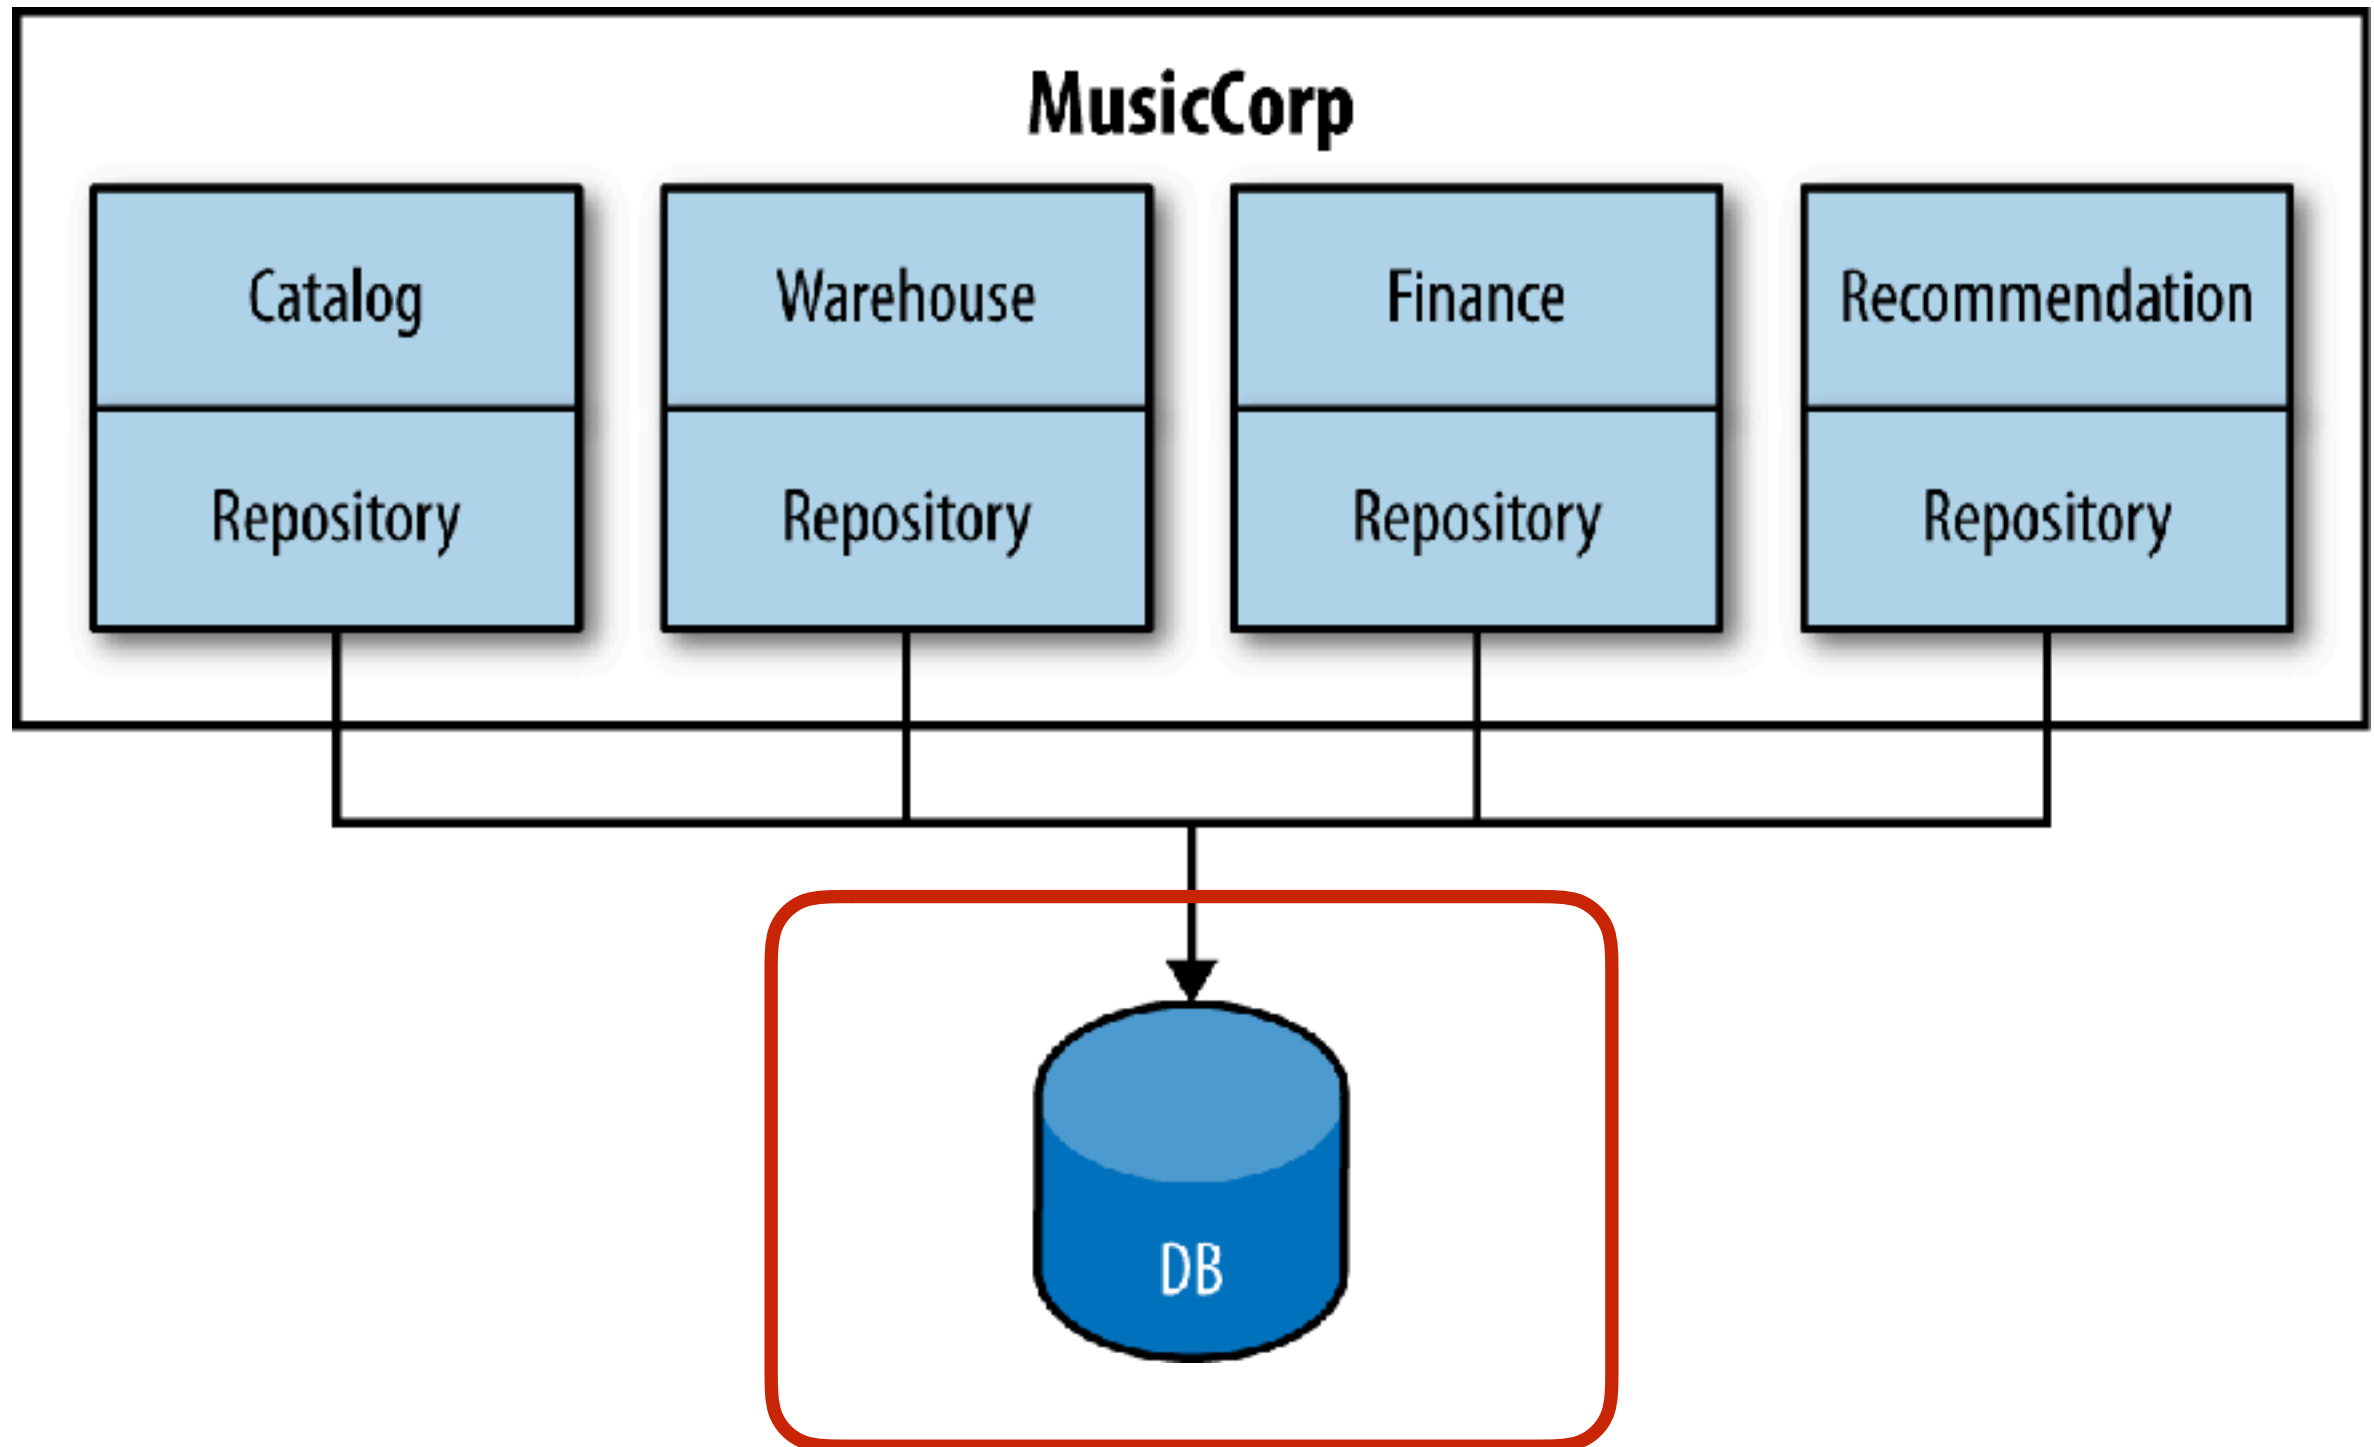 MusicCorp
Catalog
Warehouse
Finance
Recommendation
Repository
Repository
Repository
Repository
DB